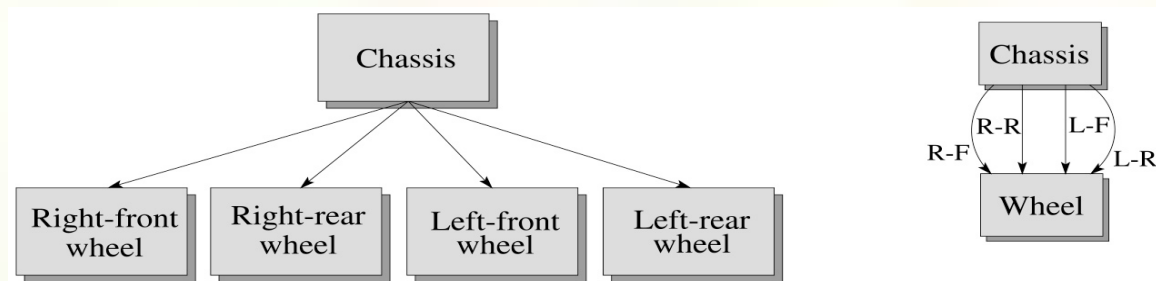 Chassis
Right-front
wheel
Right-rear
wheel
Left-front
wheel
Left-rear
wheel
Chassis
R-R
L-F
R-F
L-R
Wheel